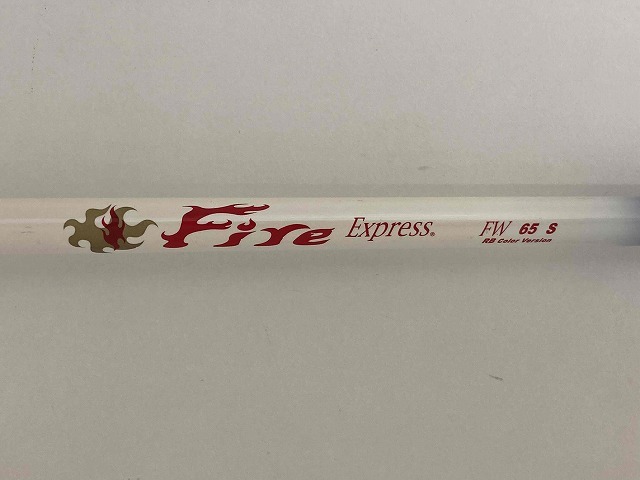 Fire Express® FW 65 S
RB Color Version